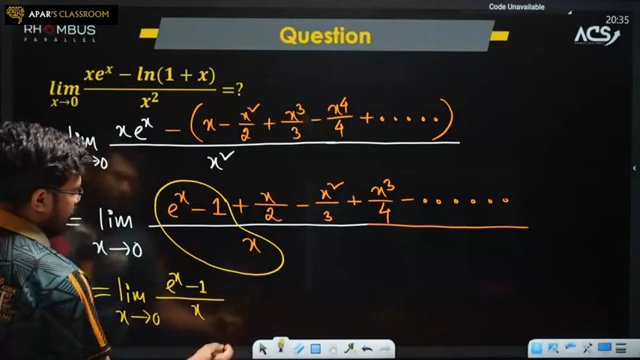 APAR'S CLASSROOM
Code Unavailable
20:35
RHOMBUS
PARALLEL
Question
ACS
lim x→0 (xe^x − ln(1 + x))/x² =?
lim x→0 (xe^x − (x − x²/2 + x³/3 − x⁴/4 + ·····))/x²
= lim x→0 (e^x − 1 + x/2 − x²/3 + x³/4 − ·······)/x
= lim x→0 (e^x − 1)/x